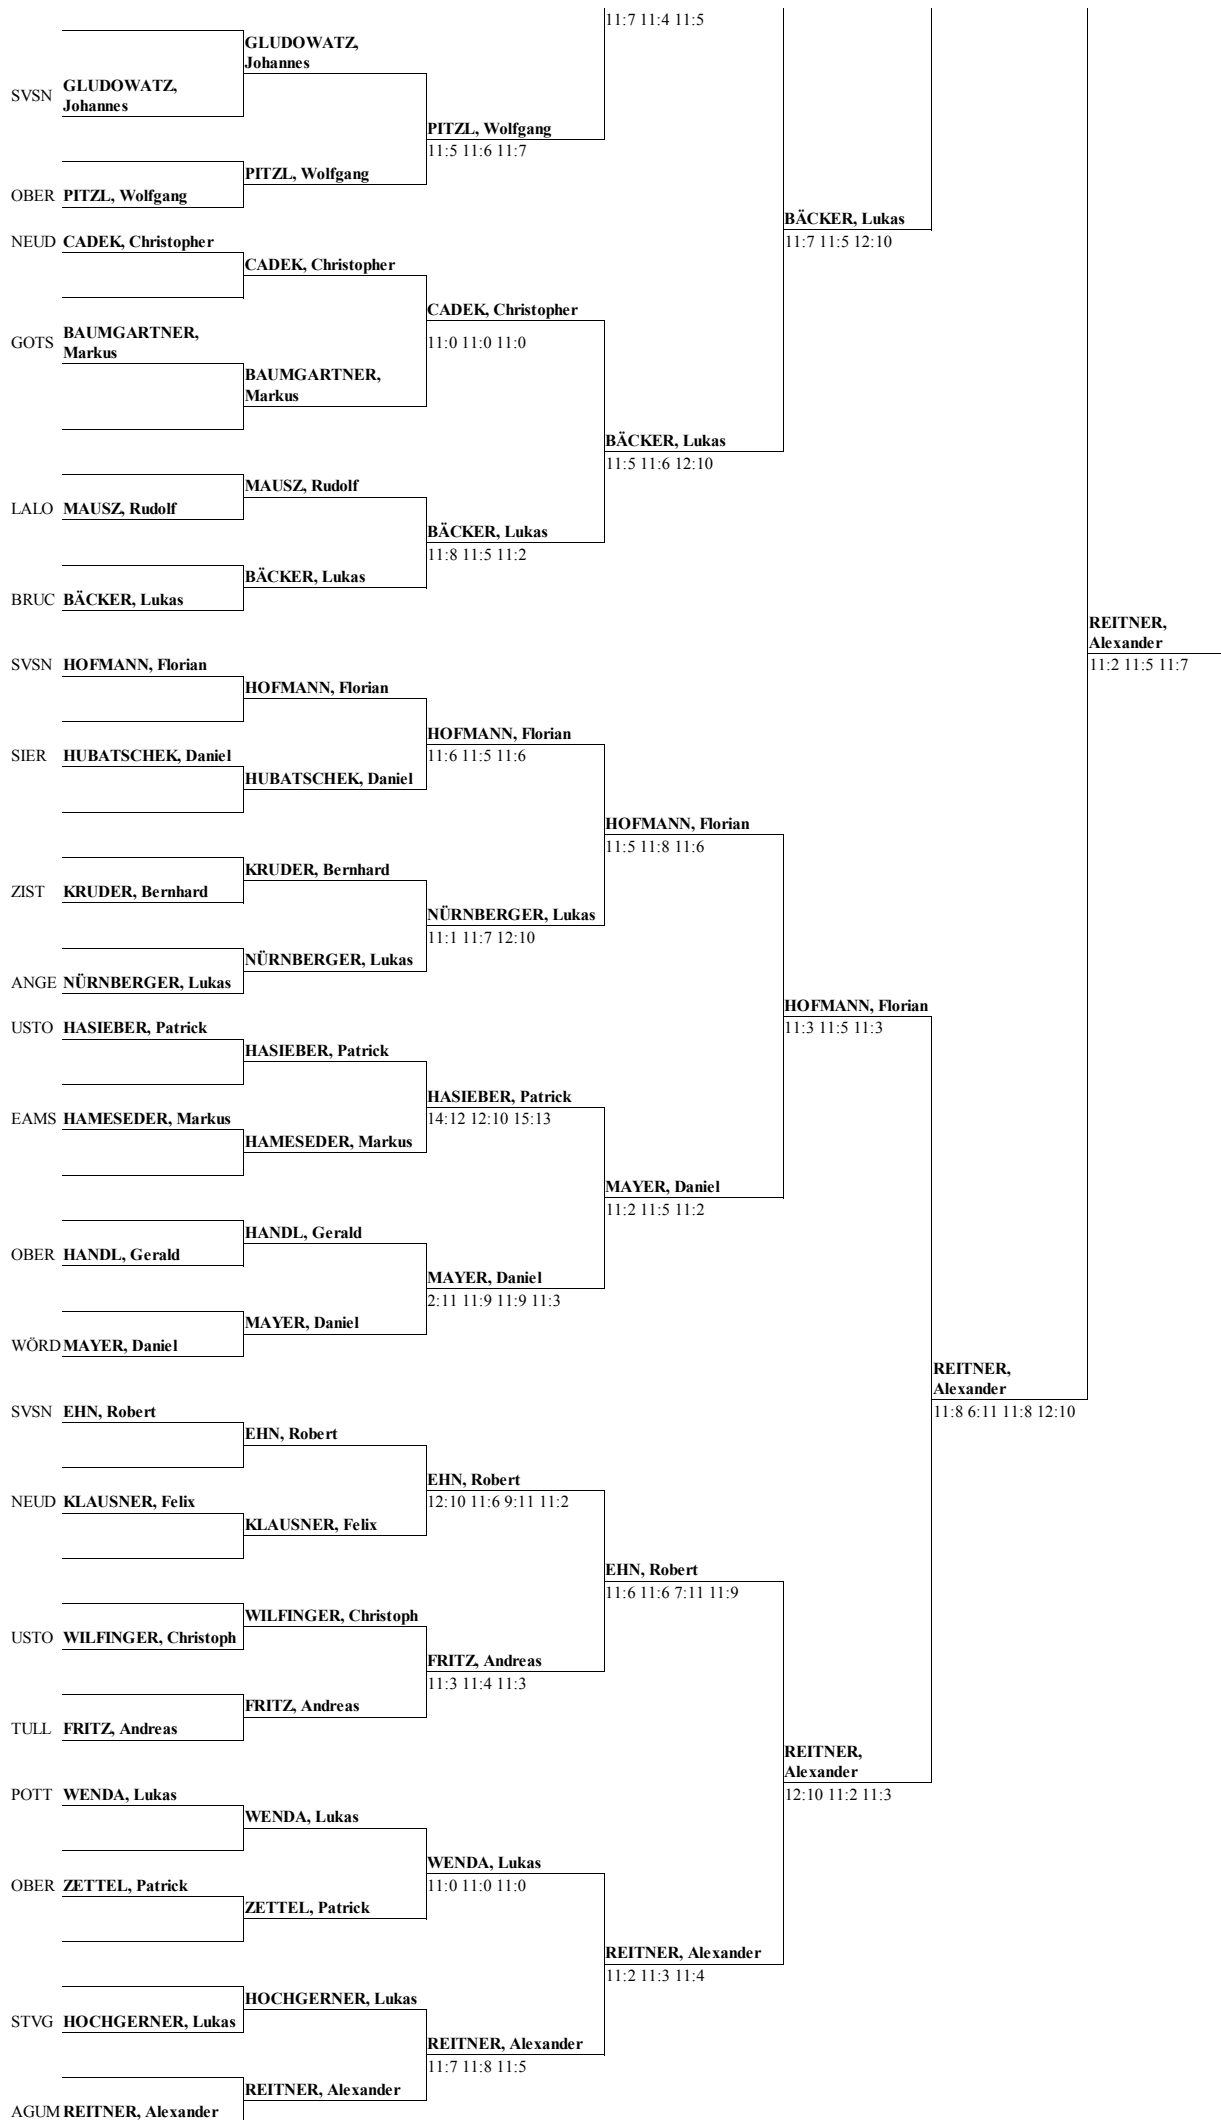 11:7 11:4 11:5
GLUDOWATZ,
Johannes
SVSN GLUDOWATZ,
Johannes
PITZL, Wolfgang
11:5 11:6 11:7
PITZL, Wolfgang
OBER PITZL, Wolfgang
BÄCKER, Lukas
11:7 11:5 12:10
NEUD CADEK, Christopher
CADEK, Christopher
CADEK, Christopher
11:0 11:0 11:0
GOTS BAUMGARTNER,
Markus
BAUMGARTNER,
Markus
BÄCKER, Lukas
11:5 11:6 12:10
MAUSZ, Rudolf
LALO MAUSZ, Rudolf
BÄCKER, Lukas
11:8 11:5 11:2
BÄCKER, Lukas
BRUC BÄCKER, Lukas
REITNER,
Alexander
11:2 11:5 11:7
SVSN HOFMANN, Florian
HOFMANN, Florian
HOFMANN, Florian
11:6 11:5 11:6
SIER HUBATSCHEK, Daniel
HUBATSCHEK, Daniel
HOFMANN, Florian
11:5 11:8 11:6
KRUDER, Bernhard
ZIST KRUDER, Bernhard
NÜRNBERGER, Lukas
11:1 11:7 12:10
NÜRNBERGER, Lukas
ANGE NÜRNBERGER, Lukas
HOFMANN, Florian
11:3 11:5 11:3
USTO HASIEBER, Patrick
HASIEBER, Patrick
HASIEBER, Patrick
14:12 12:10 15:13
EAMS HAMESEDER, Markus
HAMESEDER, Markus
MAYER, Daniel
11:2 11:5 11:2
HANDL, Gerald
OBER HANDL, Gerald
MAYER, Daniel
2:11 11:9 11:9 11:3
MAYER, Daniel
WÖRD MAYER, Daniel
REITNER,
Alexander
11:8 6:11 11:8 12:10
SVSN EHN, Robert
EHN, Robert
EHN, Robert
12:10 11:6 9:11 11:2
NEUD KLAUSNER, Felix
KLAUSNER, Felix
EHN, Robert
11:6 11:6 7:11 11:9
WILFINGER, Christoph
USTO WILFINGER, Christoph
FRITZ, Andreas
11:3 11:4 11:3
FRITZ, Andreas
TULL FRITZ, Andreas
REITNER,
Alexander
12:10 11:2 11:3
POTT WENDA, Lukas
WENDA, Lukas
WENDA, Lukas
11:0 11:0 11:0
OBER ZETTEL, Patrick
ZETTEL, Patrick
REITNER, Alexander
11:2 11:3 11:4
HOCHGERNER, Lukas
STVG HOCHGERNER, Lukas
REITNER, Alexander
11:7 11:8 11:5
REITNER, Alexander
AGUM REITNER, Alexander